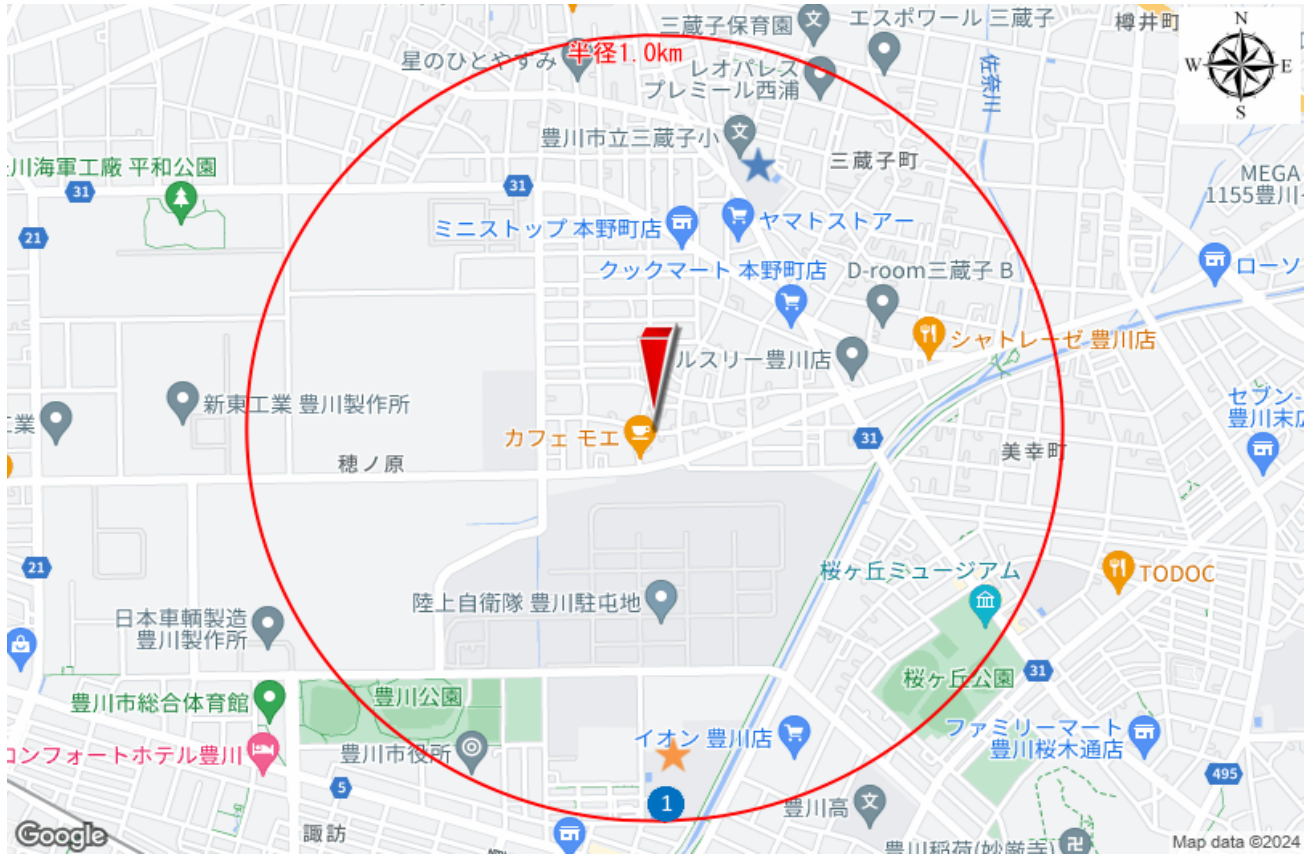 三蔵子保育園
エスポワール 三蔵子
樽井町
N
W
E
S
半径1.0km
星のひとやすみ
レオパレス
プレミール西浦
佐奈川
豊川市立三蔵子小
三蔵子町
川海軍工廠 平和公園
31
31
MEGA
1155豊川
21
ミニストップ 本野町店
ヤマトストアー
クックマート 本野町店
D-room三蔵子 B
ローソ
シャトレーゼ 豊川店
ルスリー豊川店
新東工業 豊川製作所
工業
セブン-
豊川末広
カフェ モエ
31
美幸町
穂ノ原
21
桜ヶ丘ミュージアム
TODOC
陸上自衛隊 豊川駐屯地
日本車輌製造
豊川製作所
桜ヶ丘公園
31
豊川市総合体育館
豊川公園
ファミリーマート
豊川桜木通店
コンフォートホテル豊川
豊川市役所
イオン 豊川店
495
5
1
豊川高
諏訪
豊川稲荷(妙厳寺)
Google
Map data ©2024